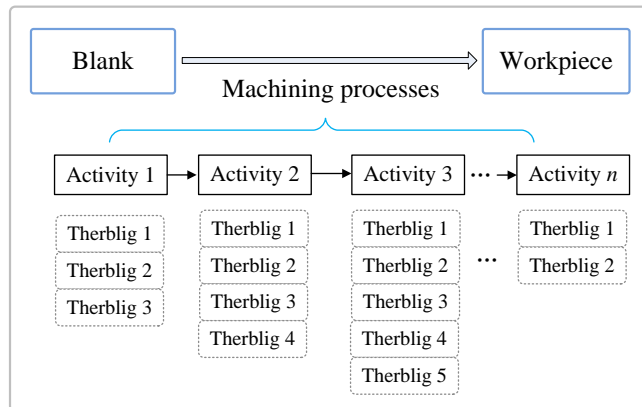 Blank
Workpiece
Machining processes
Activity 1
Activity 2
Activity 3
...
Activity n
Therblig 1
Therblig 2
Therblig 3
Therblig 1
Therblig 2
Therblig 3
Therblig 4
Therblig 1
Therblig 2
Therblig 3
Therblig 4
Therblig 5
...
Therblig 1
Therblig 2